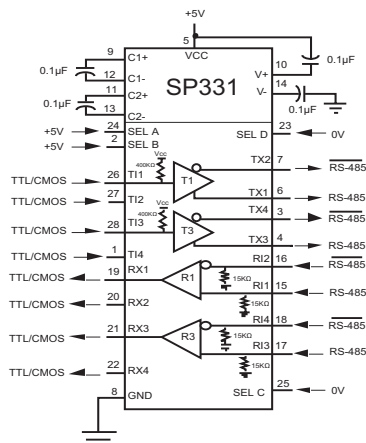 +5V
9 C1+ 5 VCC
0.1µF 12 C1- 10 V+ 0.1µF
11 C2+ SP331 14 V-
0.1µF 13 C2- 0.1µF
+5V 24 SEL A SEL D 23 0V
+5V 2 SEL B
Vcc 400KΩ TX2 7 RS-485
TTL/CMOS 26 TI1 T1 TX1 6 RS-485
TTL/CMOS 27 TI2 Vcc TX4 3 RS-485
TTL/CMOS 28 TI3 400KΩ T3 TX3 4 RS-485
TTL/CMOS 1 TI4 RI2 16 RS-485
TTL/CMOS 19 RX1 R1 15KΩ RI1 15 RS-485
TTL/CMOS 20 RX2 15KΩ RI4 18 RS-485
TTL/CMOS 21 RX3 R3 15KΩ RI3 17 RS-485
15KΩ
TTL/CMOS 22 RX4
8 GND SEL C 25 0V